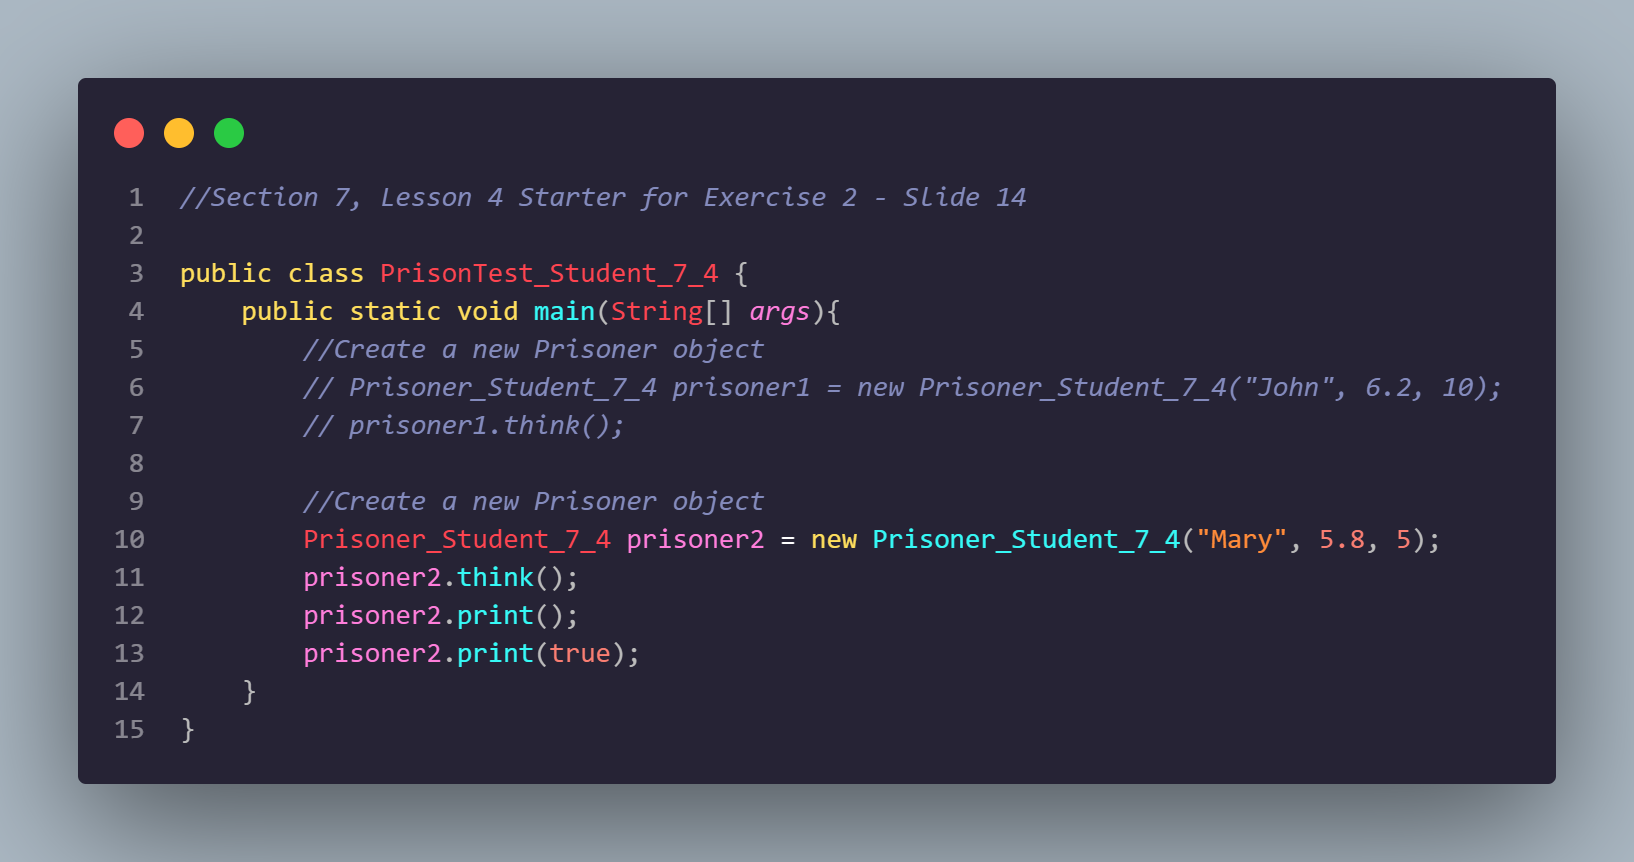 1 //Section 7, Lesson 4 Starter for Exercise 2 - Slide 14
2
3 public class PrisonTest_Student_7_4 {
4     public static void main(String[] args){
5         //Create a new Prisoner object
6         // Prisoner_Student_7_4 prisoner1 = new Prisoner_Student_7_4("John", 6.2, 10);
7         // prisoner1.think();
8
9         //Create a new Prisoner object
10         Prisoner_Student_7_4 prisoner2 = new Prisoner_Student_7_4("Mary", 5.8, 5);
11         prisoner2.think();
12         prisoner2.print();
13         prisoner2.print(true);
14     }
15 }